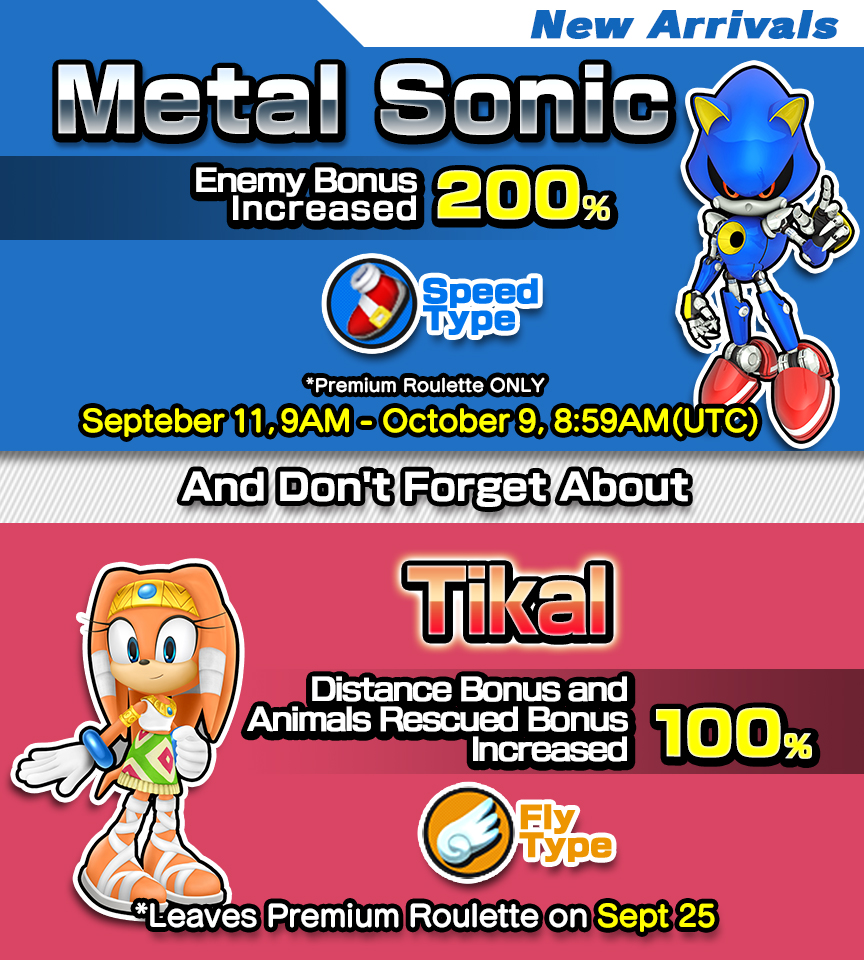 New Arrivals
Metal Sonic
Enemy Bonus
Increased 200%
Speed
Type
*Premium Roulette ONLY
Septeber 11, 9AM - October 9, 8:59AM(UTC)
And Don't Forget About
Tikal
Distance Bonus and
Animals Rescued Bonus
Increased 100%
Fly
Type
*Leaves Premium Roulette on Sept 25